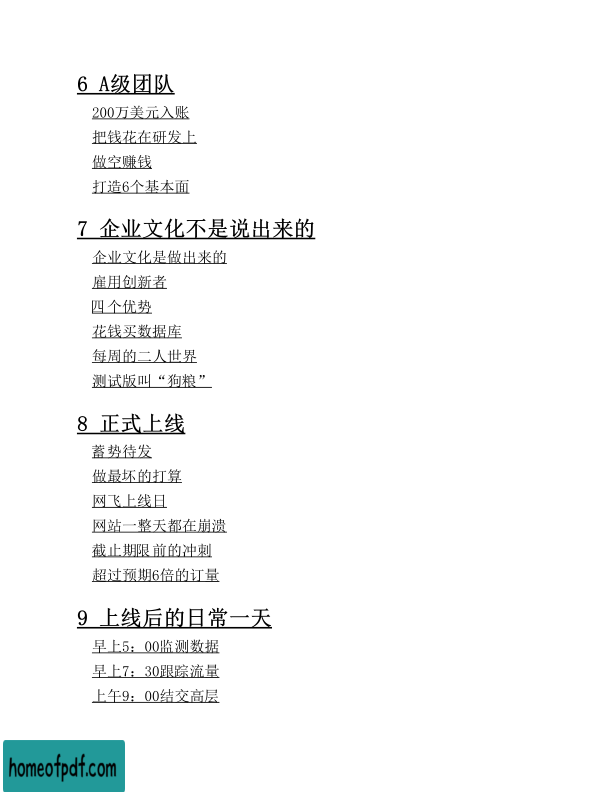 6 A级团队
200万美元入账
把钱花在研发上
做空赚钱
打造6个基本面
7 企业文化不是说出来的
企业文化是做出来的
雇用创新者
四个优势
花钱买数据库
每周的二人世界
测试版叫“狗粮”
8 正式上线
蓄势待发
做最坏的打算
网飞上线日
网站一整天都在崩溃
截止期限前的冲刺
超过预期6倍的订量
9 上线后的日常一天
早上5：00监测数据
早上7：30跟踪流量
上午9：00结交高层
homeofpdf.com